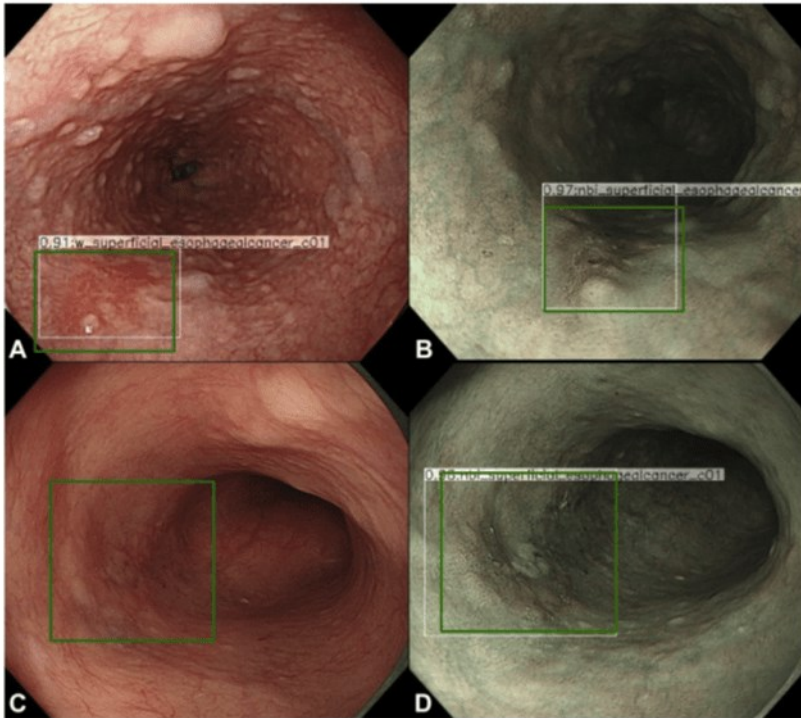 0.91:w_superficial_esophagealcancer_c01
A
0.97:nbi_superficial_esophagealcancer
B
C
nbi_superficial_esophagealcancer_c01
D